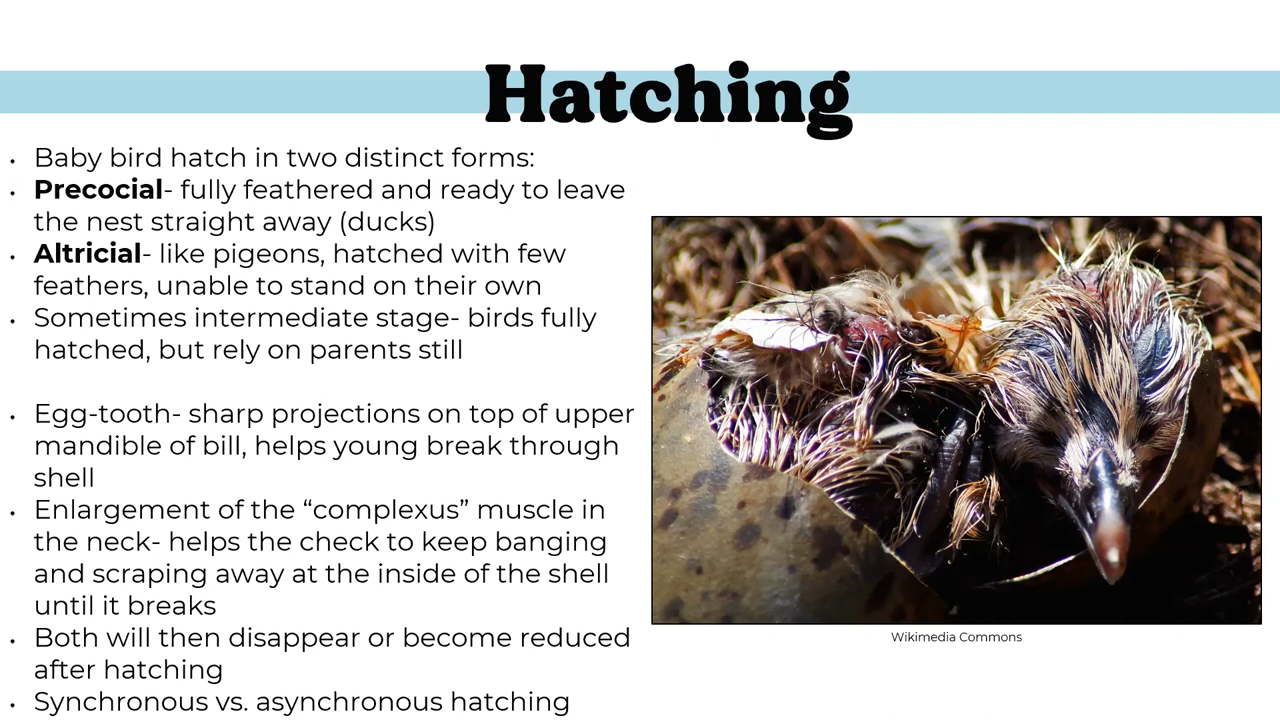 Hatching
• Baby bird hatch in two distinct forms:
• Precocial- fully feathered and ready to leave
the nest straight away (ducks)
• Altricial- like pigeons, hatched with few
feathers, unable to stand on their own
• Sometimes intermediate stage- birds fully
hatched, but rely on parents still
• Egg-tooth- sharp projections on top of upper
mandible of bill, helps young break through
shell
• Enlargement of the “complexus” muscle in
the neck- helps the check to keep banging
and scraping away at the inside of the shell
until it breaks
• Both will then disappear or become reduced
after hatching
• Synchronous vs. asynchronous hatching
Wikimedia Commons